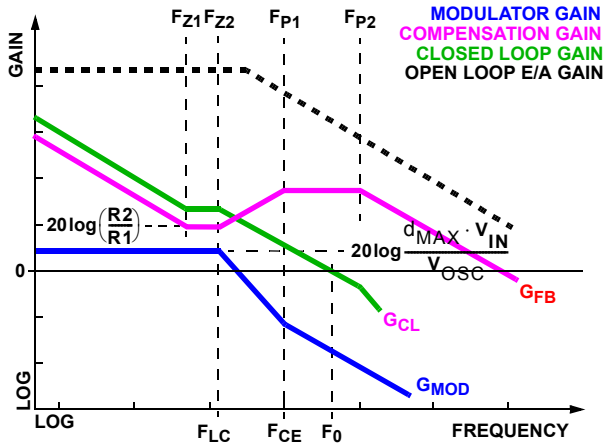 MODULATOR GAIN
COMPENSATION GAIN
CLOSED LOOP GAIN
OPEN LOOP E/A GAIN
FZ1 FZ2 FP1 FP2
GAIN
20log(R2/R1)
20log dMAX · VIN / VOSC
0
GFB
GCL
GMOD
LOG
LOG
FLC FCE F0 FREQUENCY